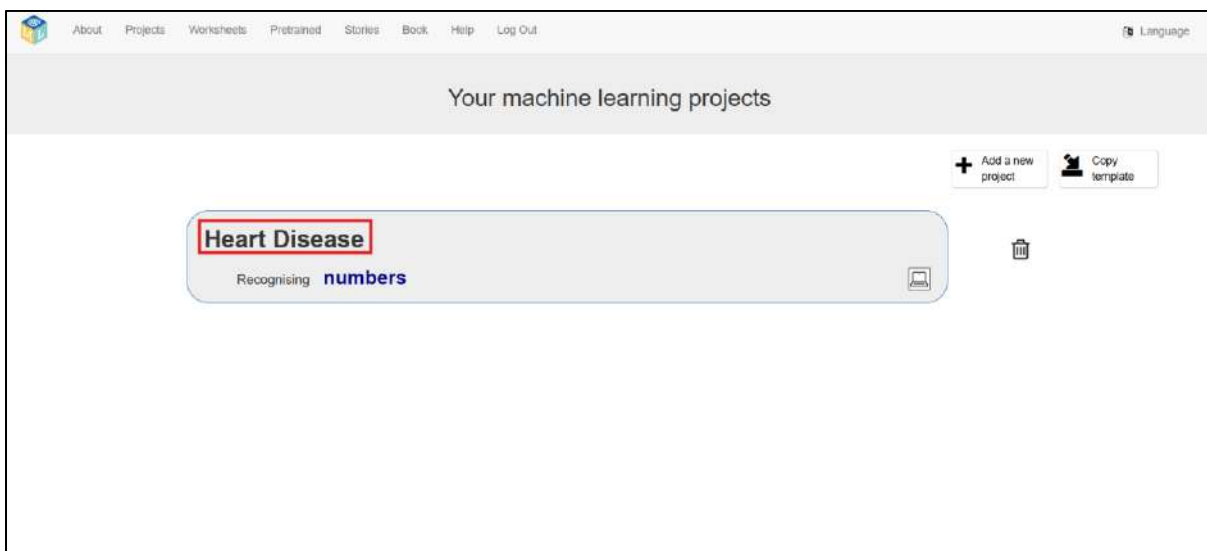 About Projects Worksheets Pretrained Stories Book Help Log Out Language
Your machine learning projects
Add a new project
Copy template
Heart Disease
Recognising numbers